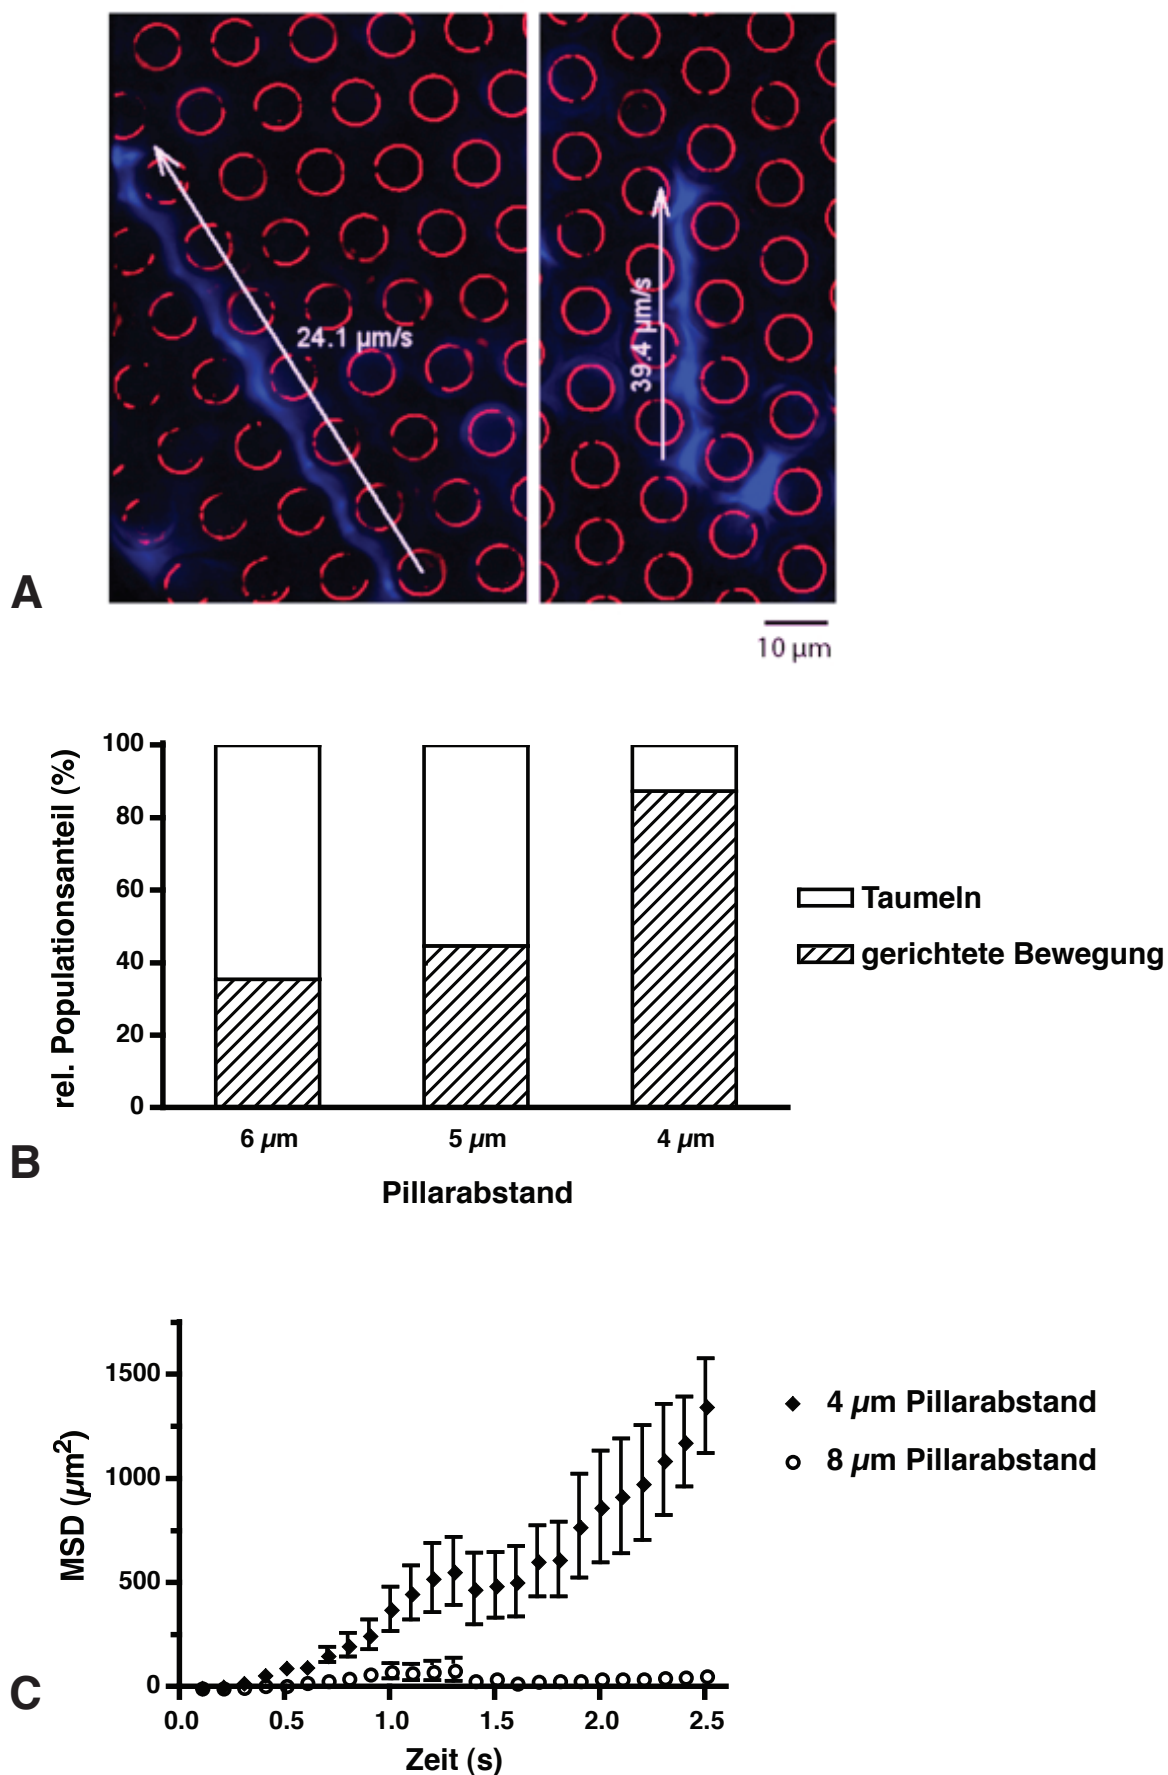 24.1 µm/s
39.4 µm/s
A
10 µm
rel. Populationsanteil (%)
100
80
60
40
20
0
Taumeln
gerichtete Bewegung
6 µm 5 µm 4 µm
B
Pillarabstand
MSD (µm²)
1500
1000
500
0
4 µm Pillarabstand
8 µm Pillarabstand
C
0.0 0.5 1.0 1.5 2.0 2.5
Zeit (s)